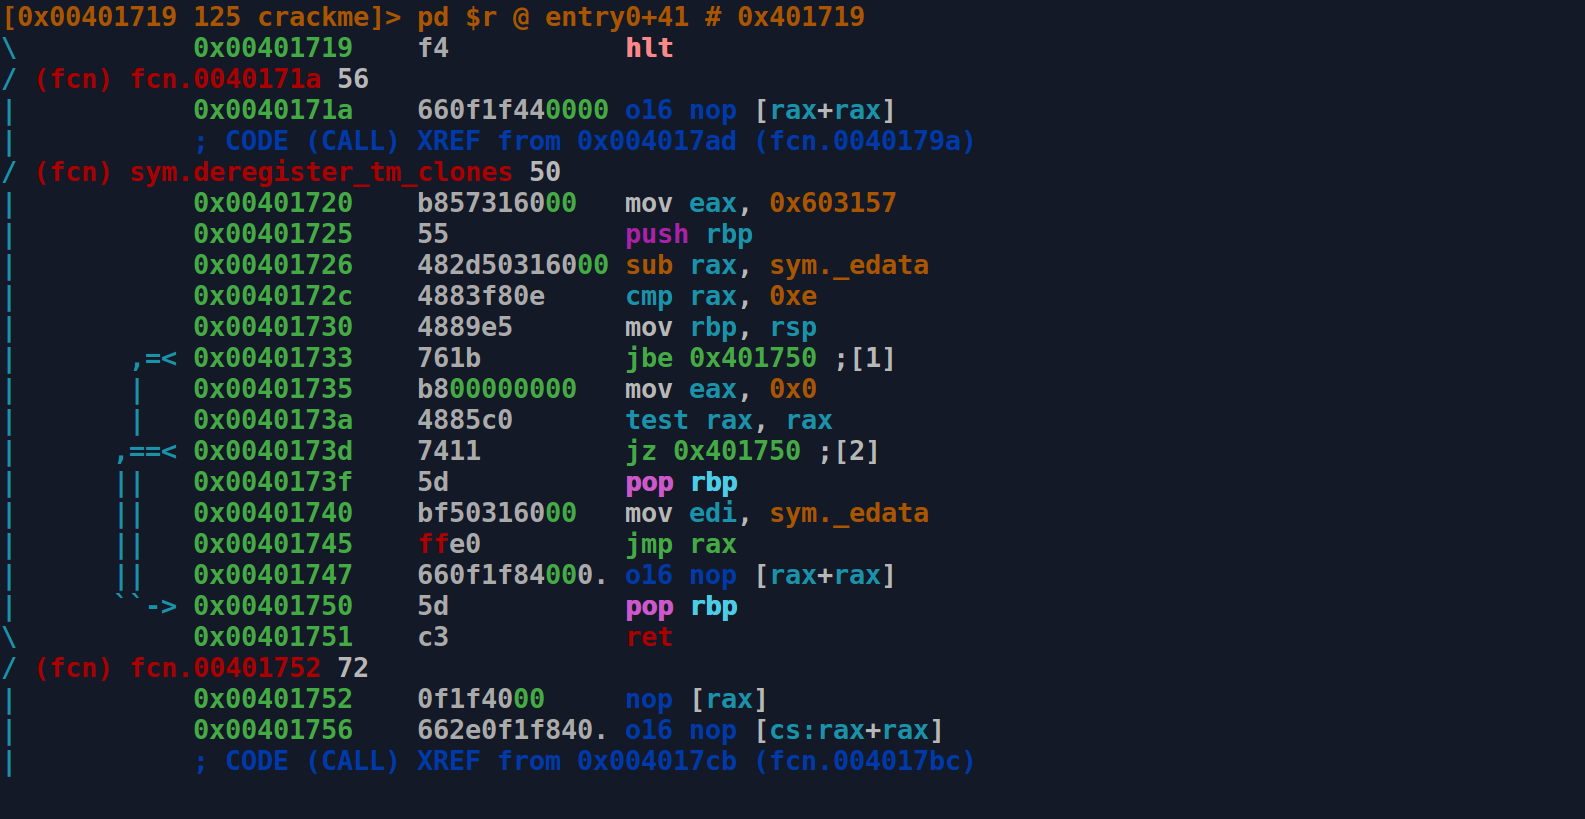 [0x00401719 125 crackme]> pd $r @ entry0+41 # 0x401719
\           0x00401719    f4           hlt
/ (fcn) fcn.0040171a 56
|           0x0040171a    660f1f440000 o16 nop [rax+rax]
|           ; CODE (CALL) XREF from 0x004017ad (fcn.0040179a)
/ (fcn) sym.deregister_tm_clones 50
|           0x00401720    b857316000   mov eax, 0x603157
|           0x00401725    55           push rbp
|           0x00401726    482d50316000 sub rax, sym._edata
|           0x0040172c    4883f80e     cmp rax, 0xe
|           0x00401730    4889e5       mov rbp, rsp
|       ,=< 0x00401733    761b         jbe 0x401750 ;[1]
|       |   0x00401735    b800000000   mov eax, 0x0
|       |   0x0040173a    4885c0       test rax, rax
|      ,==< 0x0040173d    7411         jz 0x401750 ;[2]
|      ||   0x0040173f    5d           pop rbp
|      ||   0x00401740    bf50316000   mov edi, sym._edata
|      ||   0x00401745    ffe0         jmp rax
|      ||   0x00401747    660f1f84000. o16 nop [rax+rax]
|      ``-> 0x00401750    5d           pop rbp
\           0x00401751    c3           ret
/ (fcn) fcn.00401752 72
|           0x00401752    0f1f4000     nop [rax]
|           0x00401756    662e0f1f840. o16 nop [cs:rax+rax]
|           ; CODE (CALL) XREF from 0x004017cb (fcn.004017bc)